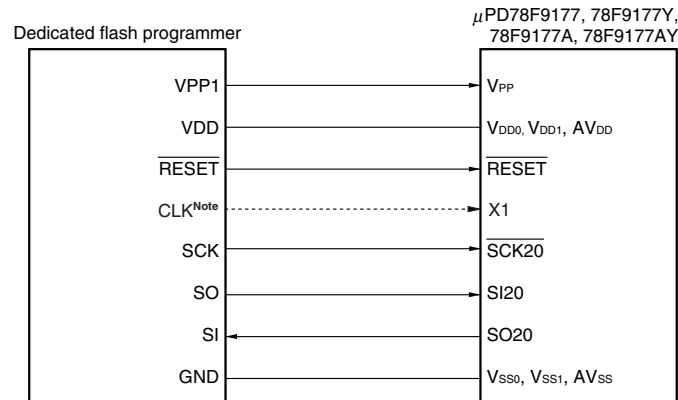 μPD78F9177, 78F9177Y,
Dedicated flash programmer 78F9177A, 78F9177AY
VPP1 VPP
VDD VDD0, VDD1, AVDD
RESET RESET
CLKNote X1
SCK SCK20
SO SI20
SI SO20
GND VSS0, VSS1, AVSS